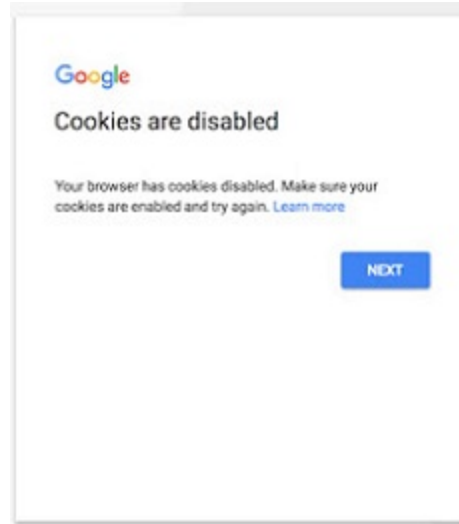 Google
Cookies are disabled
Your browser has cookies disabled. Make sure your
cookies are enabled and try again. Learn more
NEXT